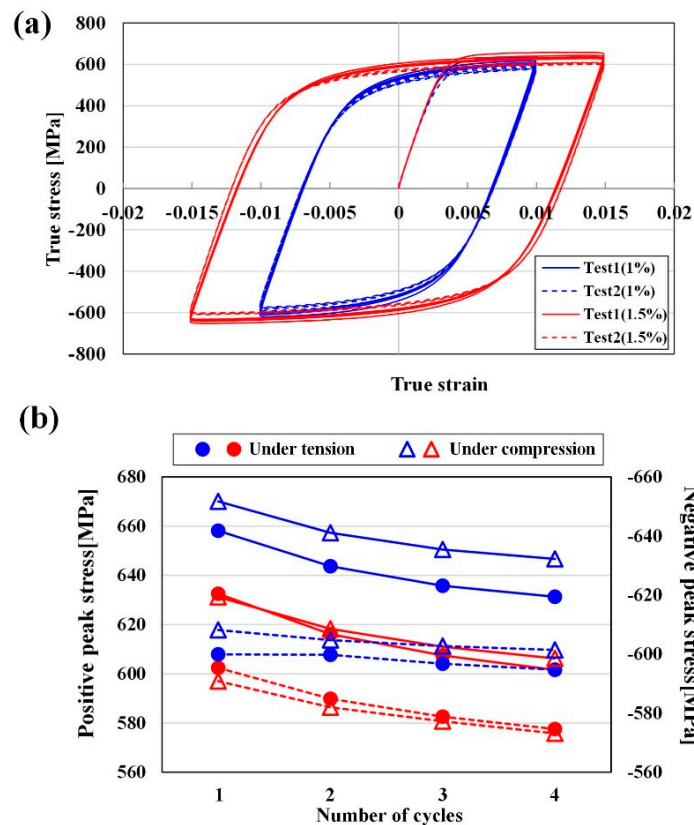 (a)
800
600
400
200
0
-200
-400
-600
-800
True stress [MPa]
-0.02 -0.015 -0.01 -0.005 0 0.005 0.01 0.015 0.02
Test1(1%)
Test2(1%)
Test1(1.5%)
Test2(1.5%)
True strain
(b)
Under tension Under compression
680
660
640
620
600
580
560
Positive peak stress[MPa]
-660
-640
-620
-600
-580
-560
Negative peak stress[MPa]
1 2 3 4
Number of cycles